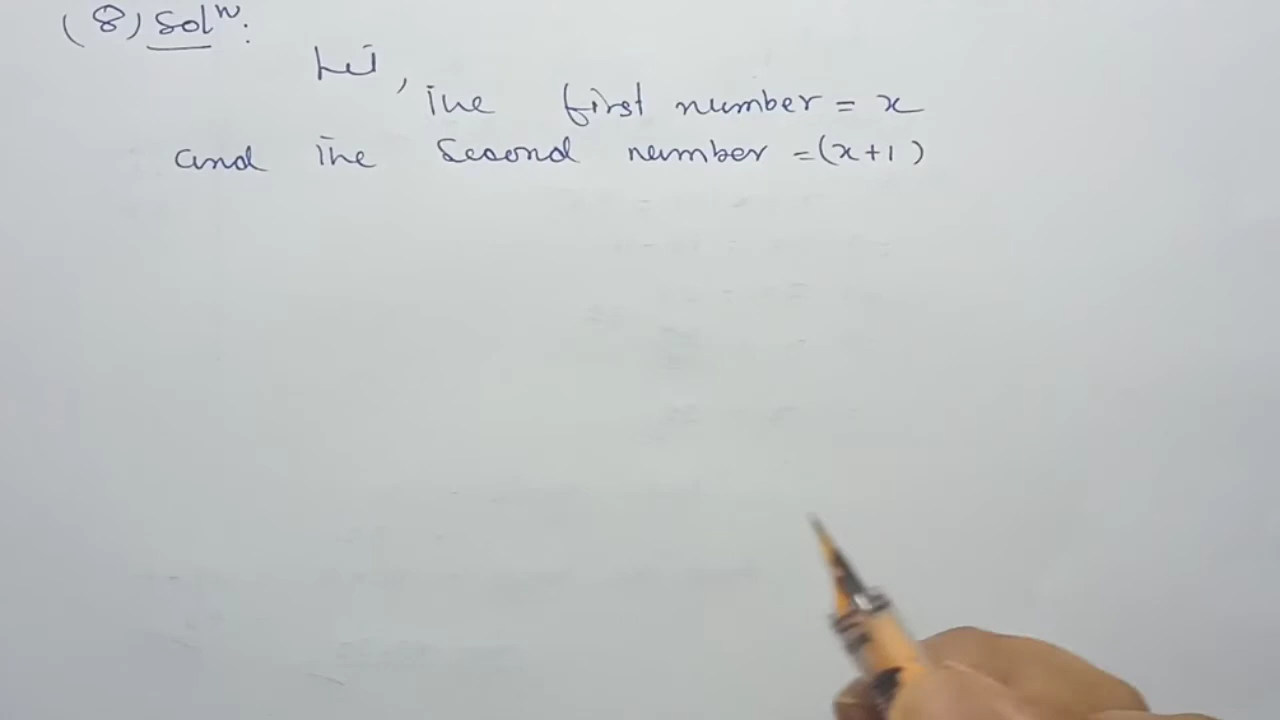 (8) Solⁿ:
Let,
the first number = x
and the second number = (x+1)